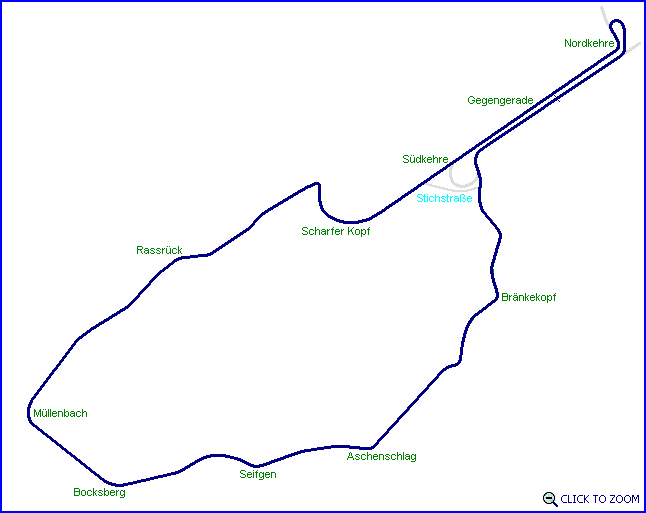 Nordkehre
Gegengerade
Südkehre
Stichstraße
Scharfer Kopf
Rassrück
Bränkekopf
Müllenbach
Aschenschlag
Seifgen
Bocksberg
CLICK TO ZOOM